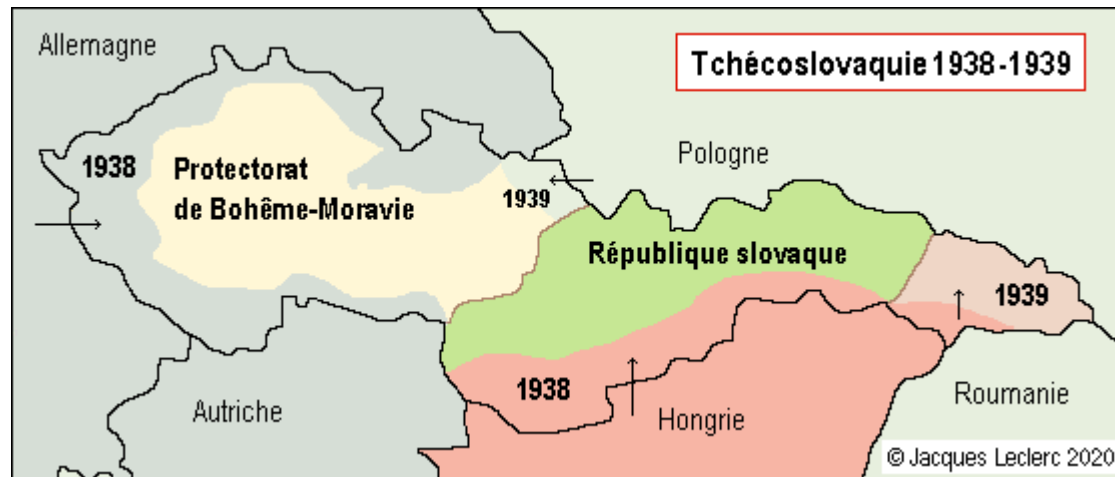 Allemagne
Tchécoslovaquie 1938-1939
Pologne
1938
Protectorat
de Bohême-Moravie
1939
République slovaque
1939
1938
Autriche
Hongrie
Roumanie
© Jacques Leclerc 2020